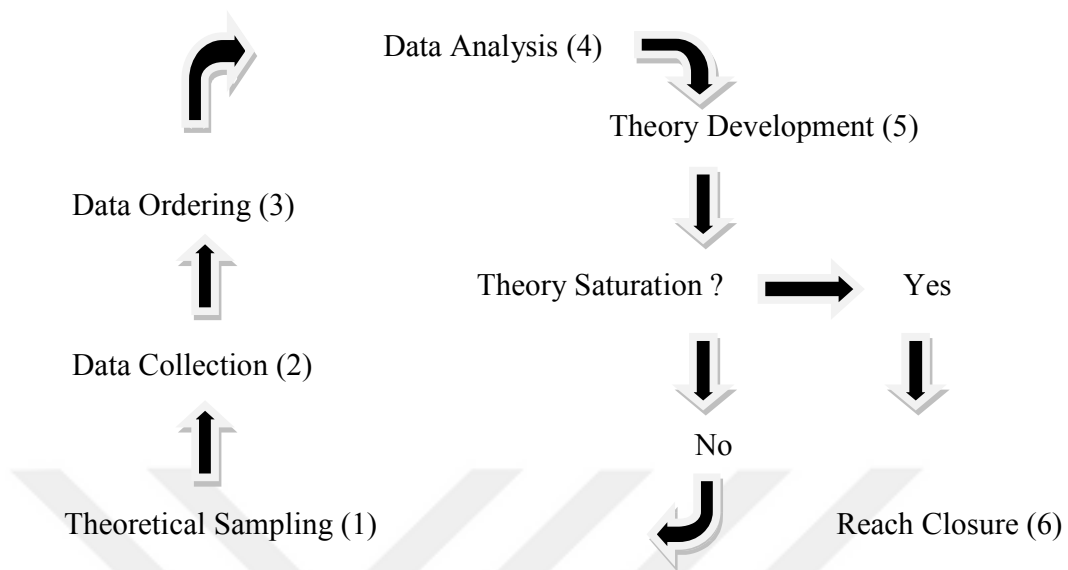 Data Analysis (4)
Theory Development (5)
Data Ordering (3)
Theory Saturation ?
Yes
Data Collection (2)
No
Theoretical Sampling (1)
Reach Closure (6)